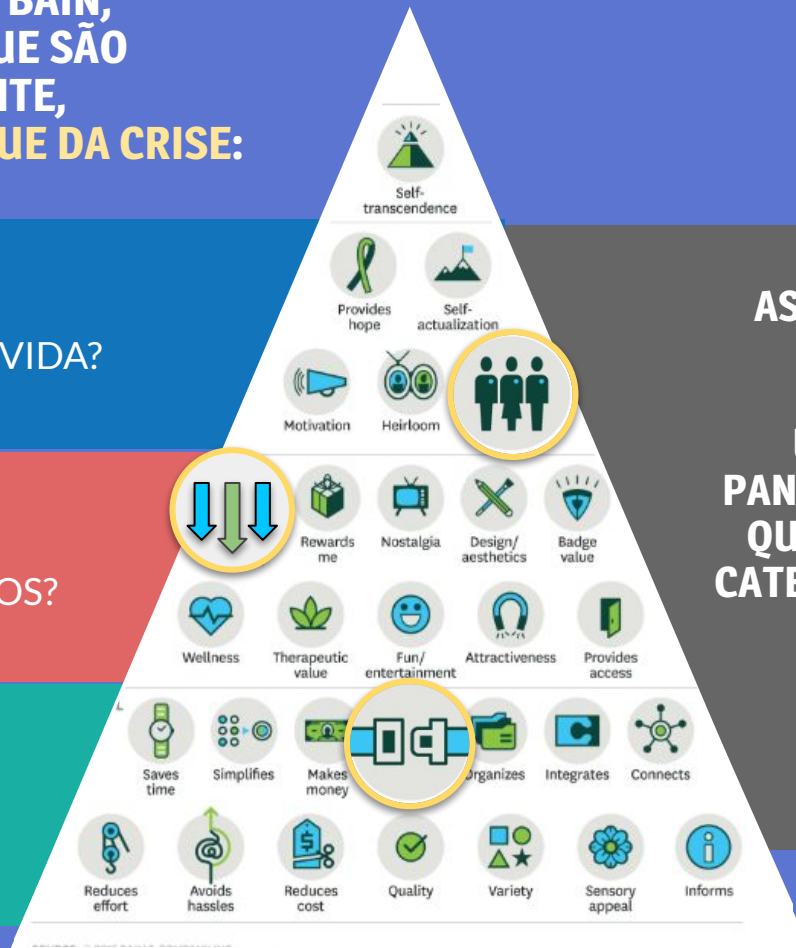 BAIN,
UE SÃO
UE DA CRISE:
Self-
transcendence
Provides
hope
Self-
actualization
VIDA?
AS
Motivation
Heirloom
PAN
QU
CATE
Rewards
me
Nostalgia
Design/
aesthetics
Badge
value
OS?
Wellness
Therapeutic
value
Fun/
entertainment
Attractiveness
Provides
access
Saves
time
Simplifies
Makes
money
Organizes
Integrates
Connects
$
Reduces
effort
Avoids
hassles
Reduces
cost
Quality
Variety
Sensory
appeal
Informs